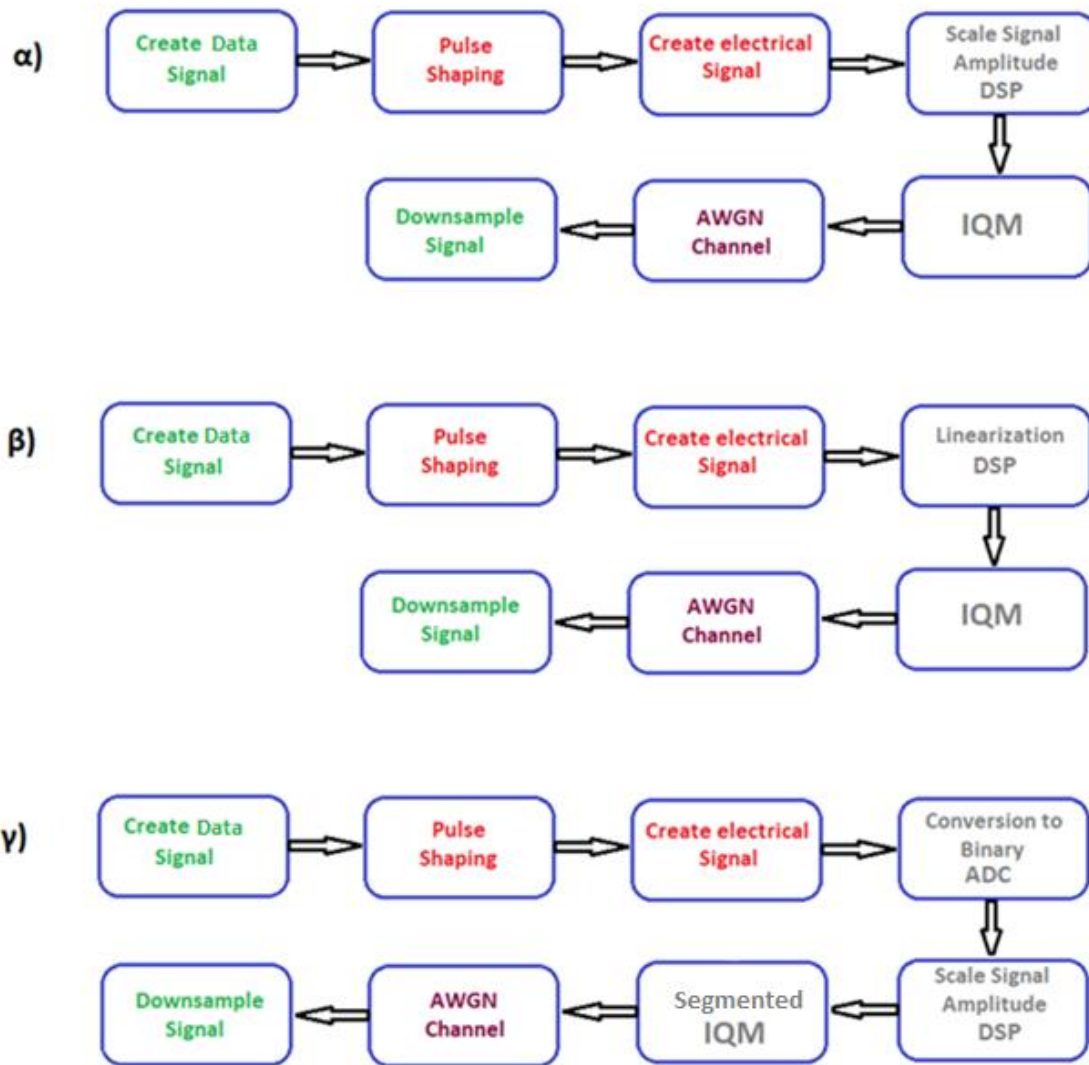 α)
Create Data
Signal
Pulse
Shaping
Create electrical
Signal
Scale Signal
Amplitude
DSP
IQM
AWGN
Channel
Downsample
Signal
β)
Create Data
Signal
Pulse
Shaping
Create electrical
Signal
Linearization
DSP
IQM
AWGN
Channel
Downsample
Signal
γ)
Create Data
Signal
Pulse
Shaping
Create electrical
Signal
Conversion to
Binary
ADC
Scale Signal
Amplitude
DSP
Segmented
IQM
AWGN
Channel
Downsample
Signal